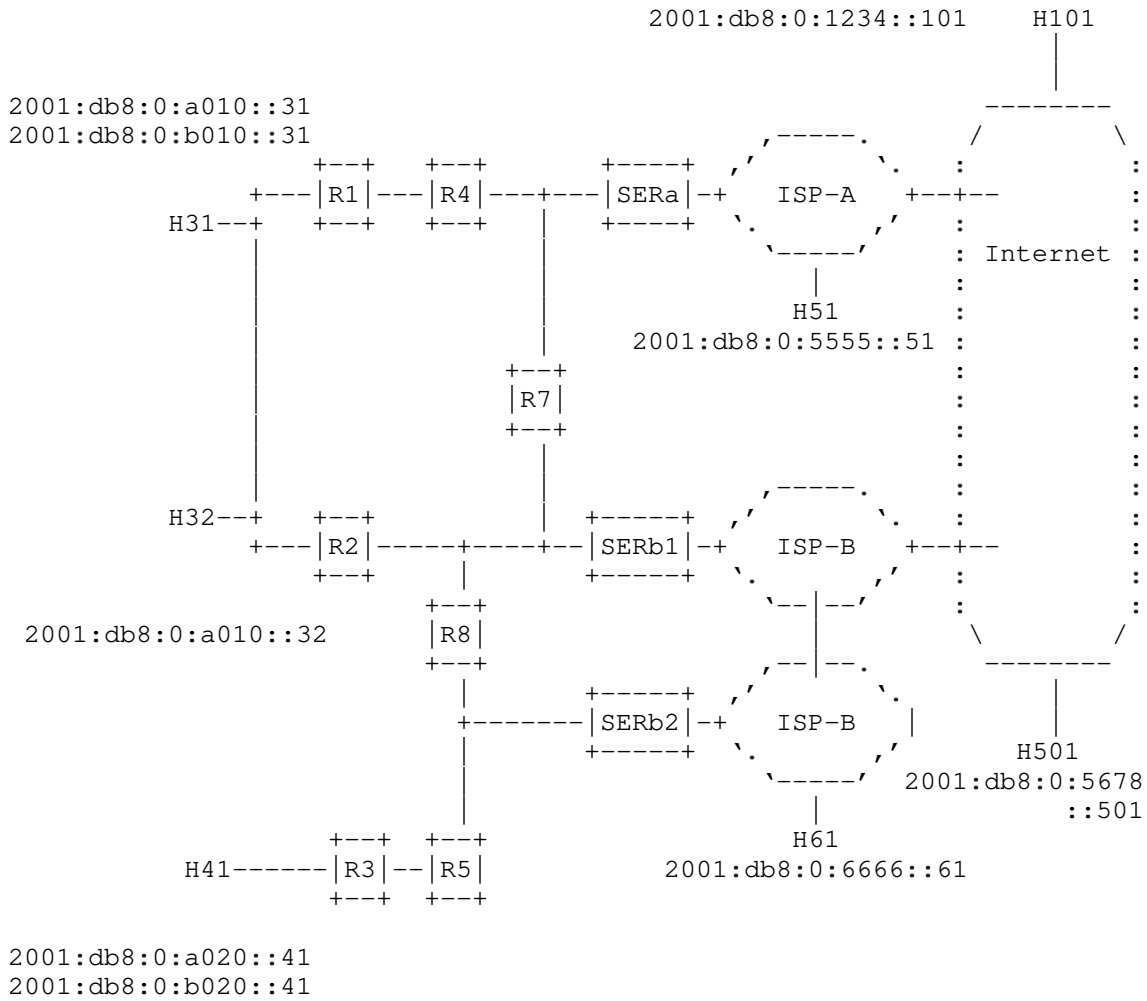 2001:db8:0:1234::101 H101
2001:db8:0:a010::31
2001:db8:0:b010::31
R1 R4 SERa ISP-A
H31
Internet
H51
2001:db8:0:5555::51
R7
H32
R2 SERb1 ISP-B
2001:db8:0:a010::32 R8
SERb2 ISP-B
H501
2001:db8:0:5678
::501
H61
H41 R3 R5 2001:db8:0:6666::61
2001:db8:0:a020::41
2001:db8:0:b020::41